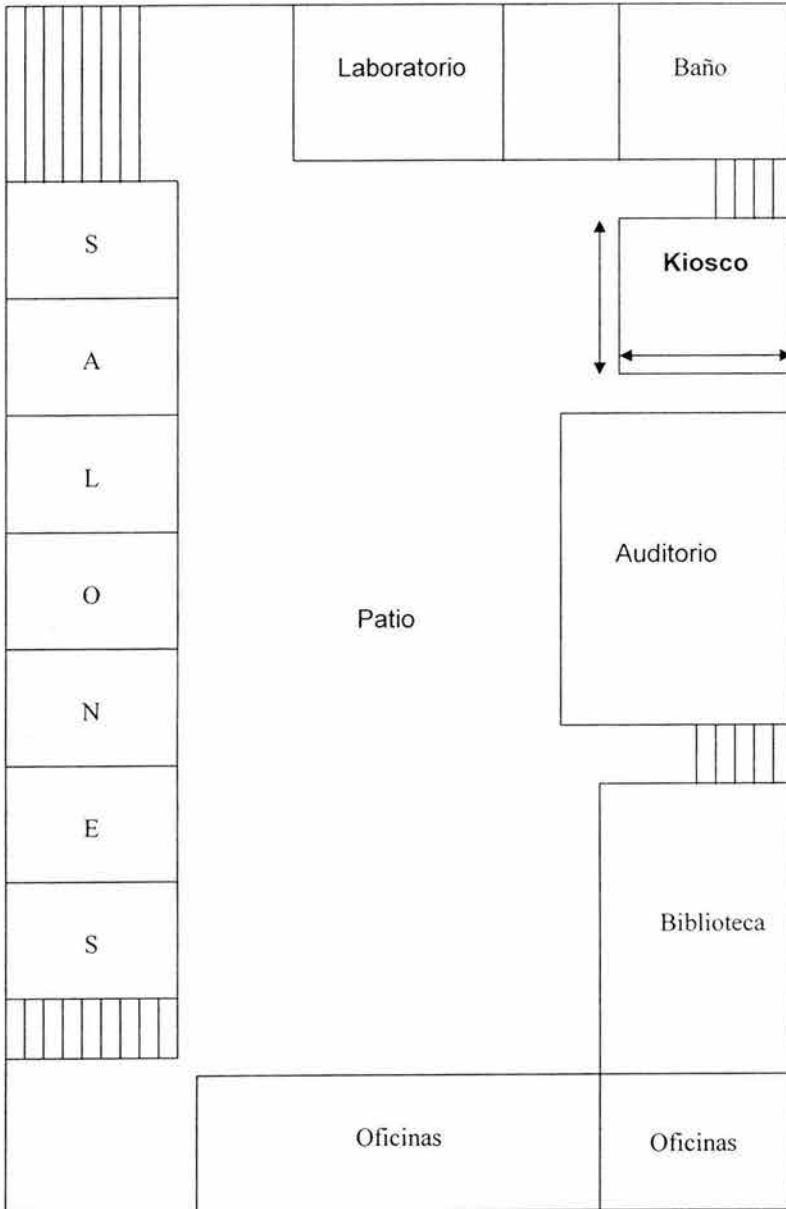 Laboratorio
Baño
Kiosco
S
A
L
O
N
E
S
Auditorio
Patio
Biblioteca
Oficinas
Oficinas